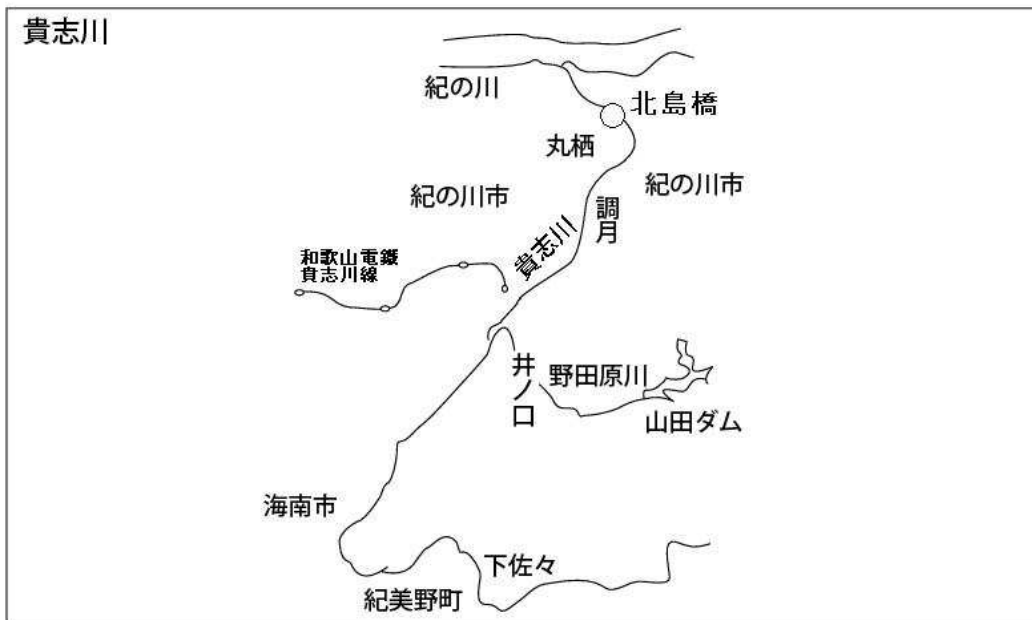 貴志川
紀の川
北島橋
丸栖
紀の川市
紀の川市
調月
貴志川
和歌山電鐵
貴志川線
井ノ口
野田原川
山田ダム
海南市
下佐々
紀美野町